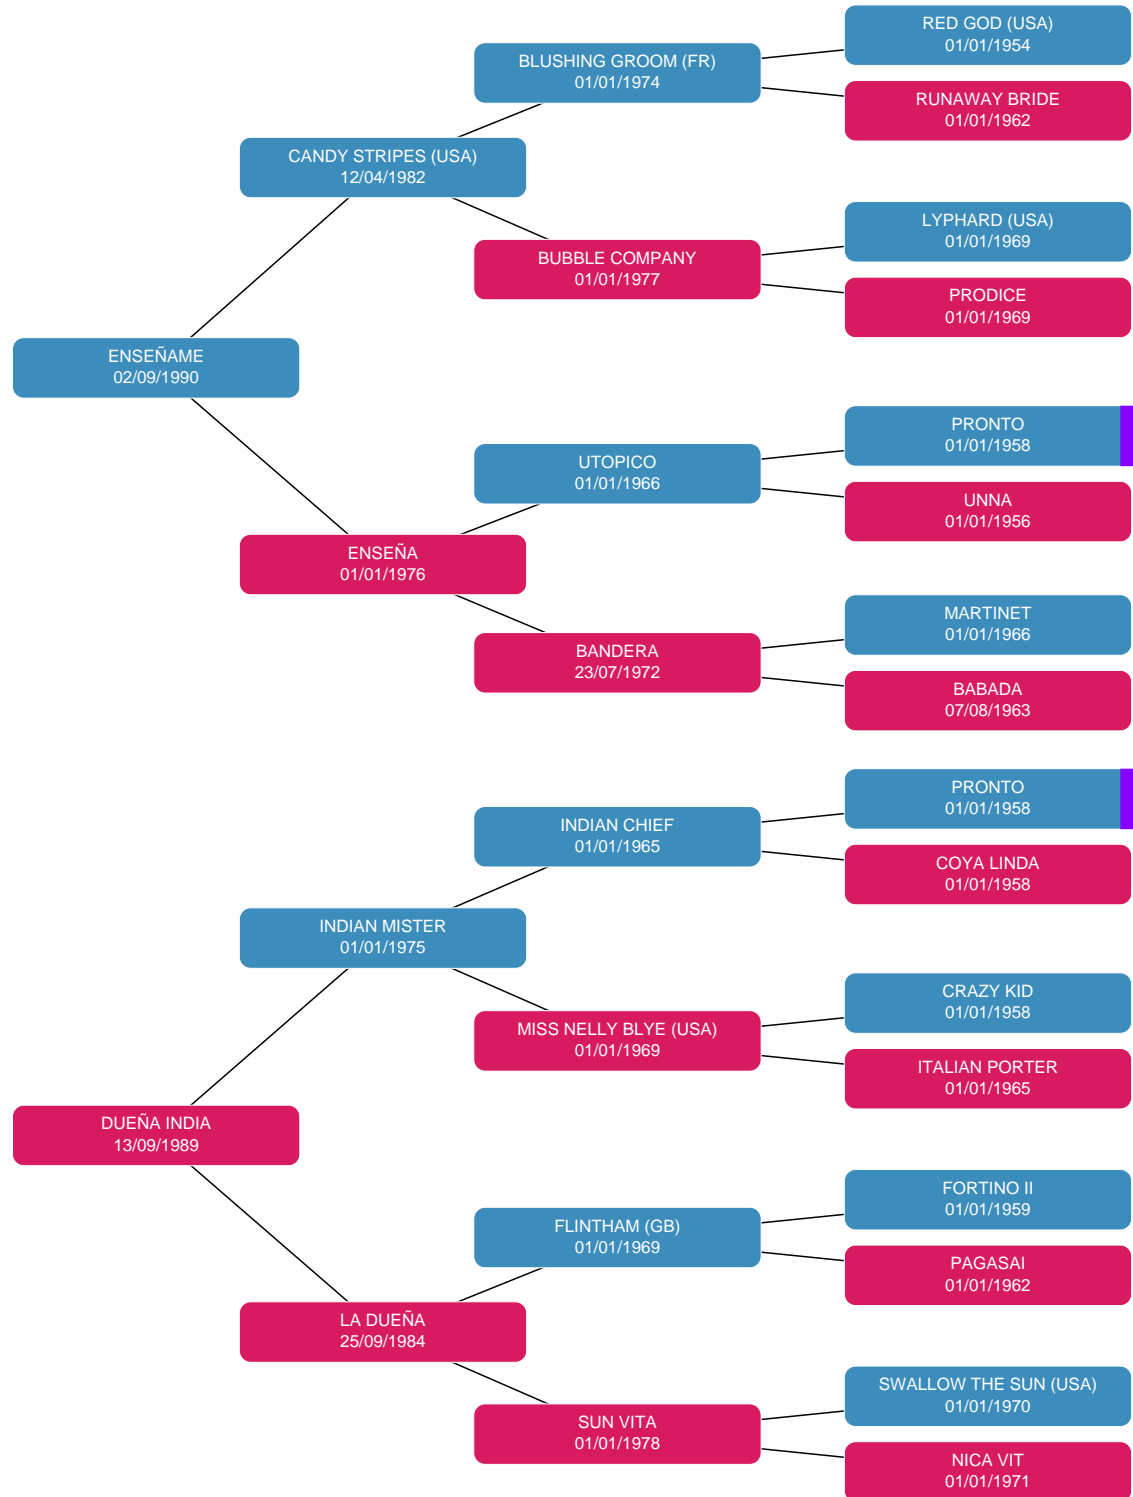 RED GOD (USA)
01/01/1954
BLUSHING GROOM (FR)
01/01/1974
RUNAWAY BRIDE
01/01/1962
CANDY STRIPES (USA)
12/04/1982
LYPHARD (USA)
01/01/1969
BUBBLE COMPANY
01/01/1977
PRODICE
01/01/1969
ENSEÑAME
02/09/1990
PRONTO
01/01/1958
UTOPICO
01/01/1966
UNNA
01/01/1956
ENSEÑA
01/01/1976
MARTINET
01/01/1966
BANDERA
23/07/1972
BABADA
07/08/1963
PRONTO
01/01/1958
INDIAN CHIEF
01/01/1965
COYA LINDA
01/01/1958
INDIAN MISTER
01/01/1975
CRAZY KID
01/01/1958
MISS NELLY BLYE (USA)
01/01/1969
ITALIAN PORTER
01/01/1965
DUEÑA INDIA
13/09/1989
FORTINO II
01/01/1959
FLINTHAM (GB)
01/01/1969
PAGASAI
01/01/1962
LA DUEÑA
25/09/1984
SWALLOW THE SUN (USA)
01/01/1970
SUN VITA
01/01/1978
NICA VIT
01/01/1971